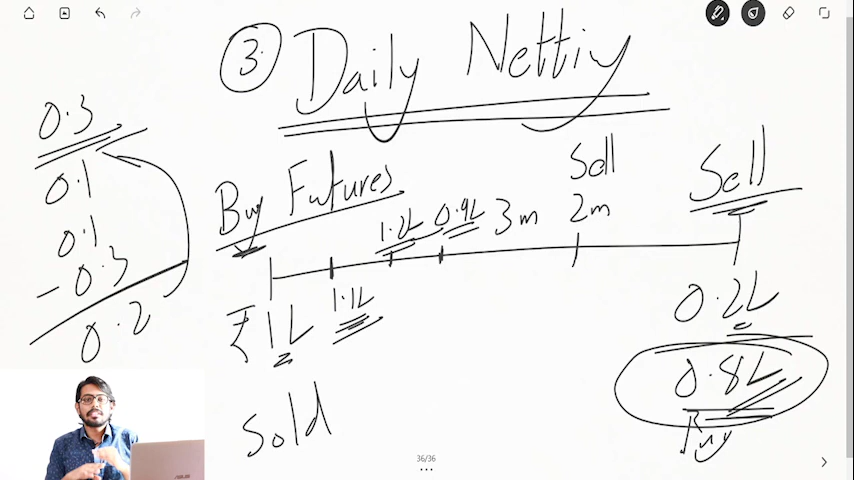 3.
Daily Netting
0.3
0.1
0.1
- 0.3
0.2
Buy Futures
1.2L 0.9L 3m
Sell
2m
Sell
₹1L
1.1L
0.2L
0.8L
Buy
Sold
ASUS
36/36